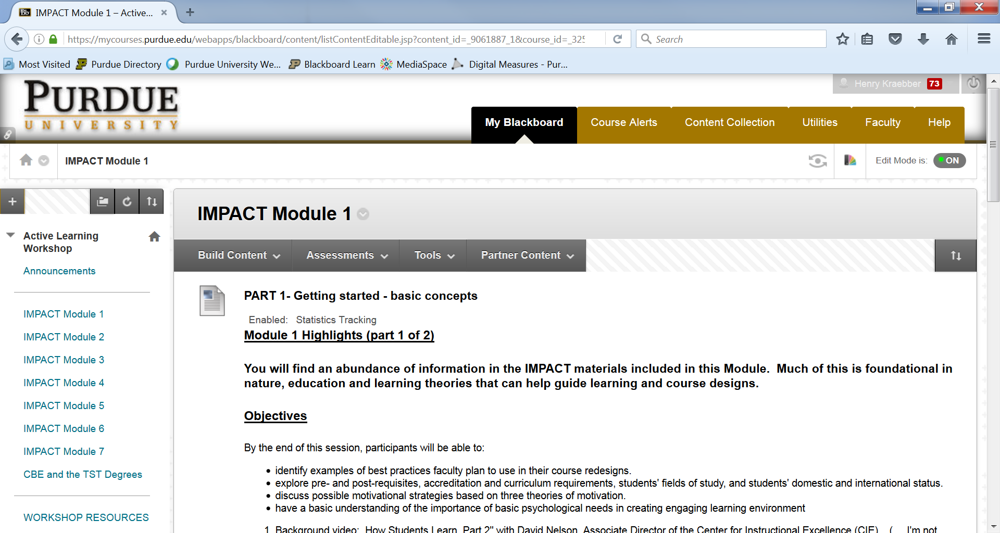 Bb IMPACT Module 1 – Active...
https://mycourses.purdue.edu/webapps/blackboard/content/listContentEditable.jsp?content_id=_9061887_1&course_id=_325
Search
Most Visited Purdue Directory Purdue University We... Blackboard Learn MediaSpace Digital Measures - Pur...
PURDUE
UNIVERSITY
Henry Kraebber 73
My Blackboard Course Alerts Content Collection Utilities Faculty Help
IMPACT Module 1
Edit Mode is: ON
Active Learning
Workshop
Announcements
IMPACT Module 1
IMPACT Module 2
IMPACT Module 3
IMPACT Module 4
IMPACT Module 5
IMPACT Module 6
IMPACT Module 7
CBE and the TST Degrees
WORKSHOP RESOURCES
IMPACT Module 1
Build Content Assessments Tools Partner Content
PART 1- Getting started - basic concepts
Enabled: Statistics Tracking
Module 1 Highlights (part 1 of 2)
You will find an abundance of information in the IMPACT materials included in this Module. Much of this is foundational in
nature, education and learning theories that can help guide learning and course designs.
Objectives
By the end of this session, participants will be able to:
• identify examples of best practices faculty plan to use in their course redesigns.
• explore pre- and post-requisites, accreditation and curriculum requirements, students' fields of study, and students' domestic and international status.
• discuss possible motivational strategies based on three theories of motivation.
• have a basic understanding of the importance of basic psychological needs in creating engaging learning environment
1. Background video: How Students Learn, Part 2" with David Nelson, Associate Director of the Center for Instructional Excellence (CIE) ( I'm not